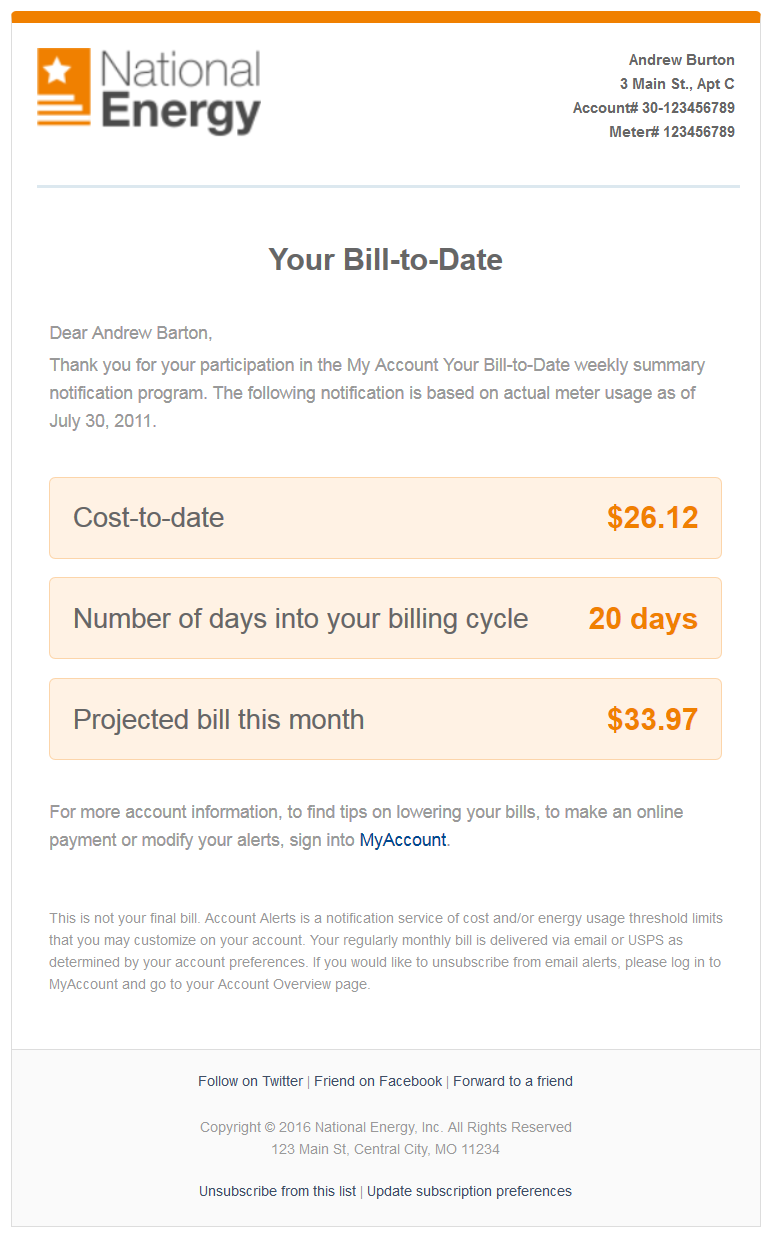 National
Energy
Andrew Burton
3 Main St., Apt C
Account# 30-123456789
Meter# 123456789
Your Bill-to-Date
Dear Andrew Barton,
Thank you for your participation in the My Account Your Bill-to-Date weekly summary
notification program. The following notification is based on actual meter usage as of
July 30, 2011.
Cost-to-date $26.12
Number of days into your billing cycle 20 days
Projected bill this month $33.97
For more account information, to find tips on lowering your bills, to make an online
payment or modify your alerts, sign into MyAccount.
This is not your final bill. Account Alerts is a notification service of cost and/or energy usage threshold limits
that you may customize on your account. Your regularly monthly bill is delivered via email or USPS as
determined by your account preferences. If you would like to unsubscribe from email alerts, please log in to
MyAccount and go to your Account Overview page.
Follow on Twitter | Friend on Facebook | Forward to a friend
Copyright © 2016 National Energy, Inc. All Rights Reserved
123 Main St, Central City, MO 11234
Unsubscribe from this list | Update subscription preferences